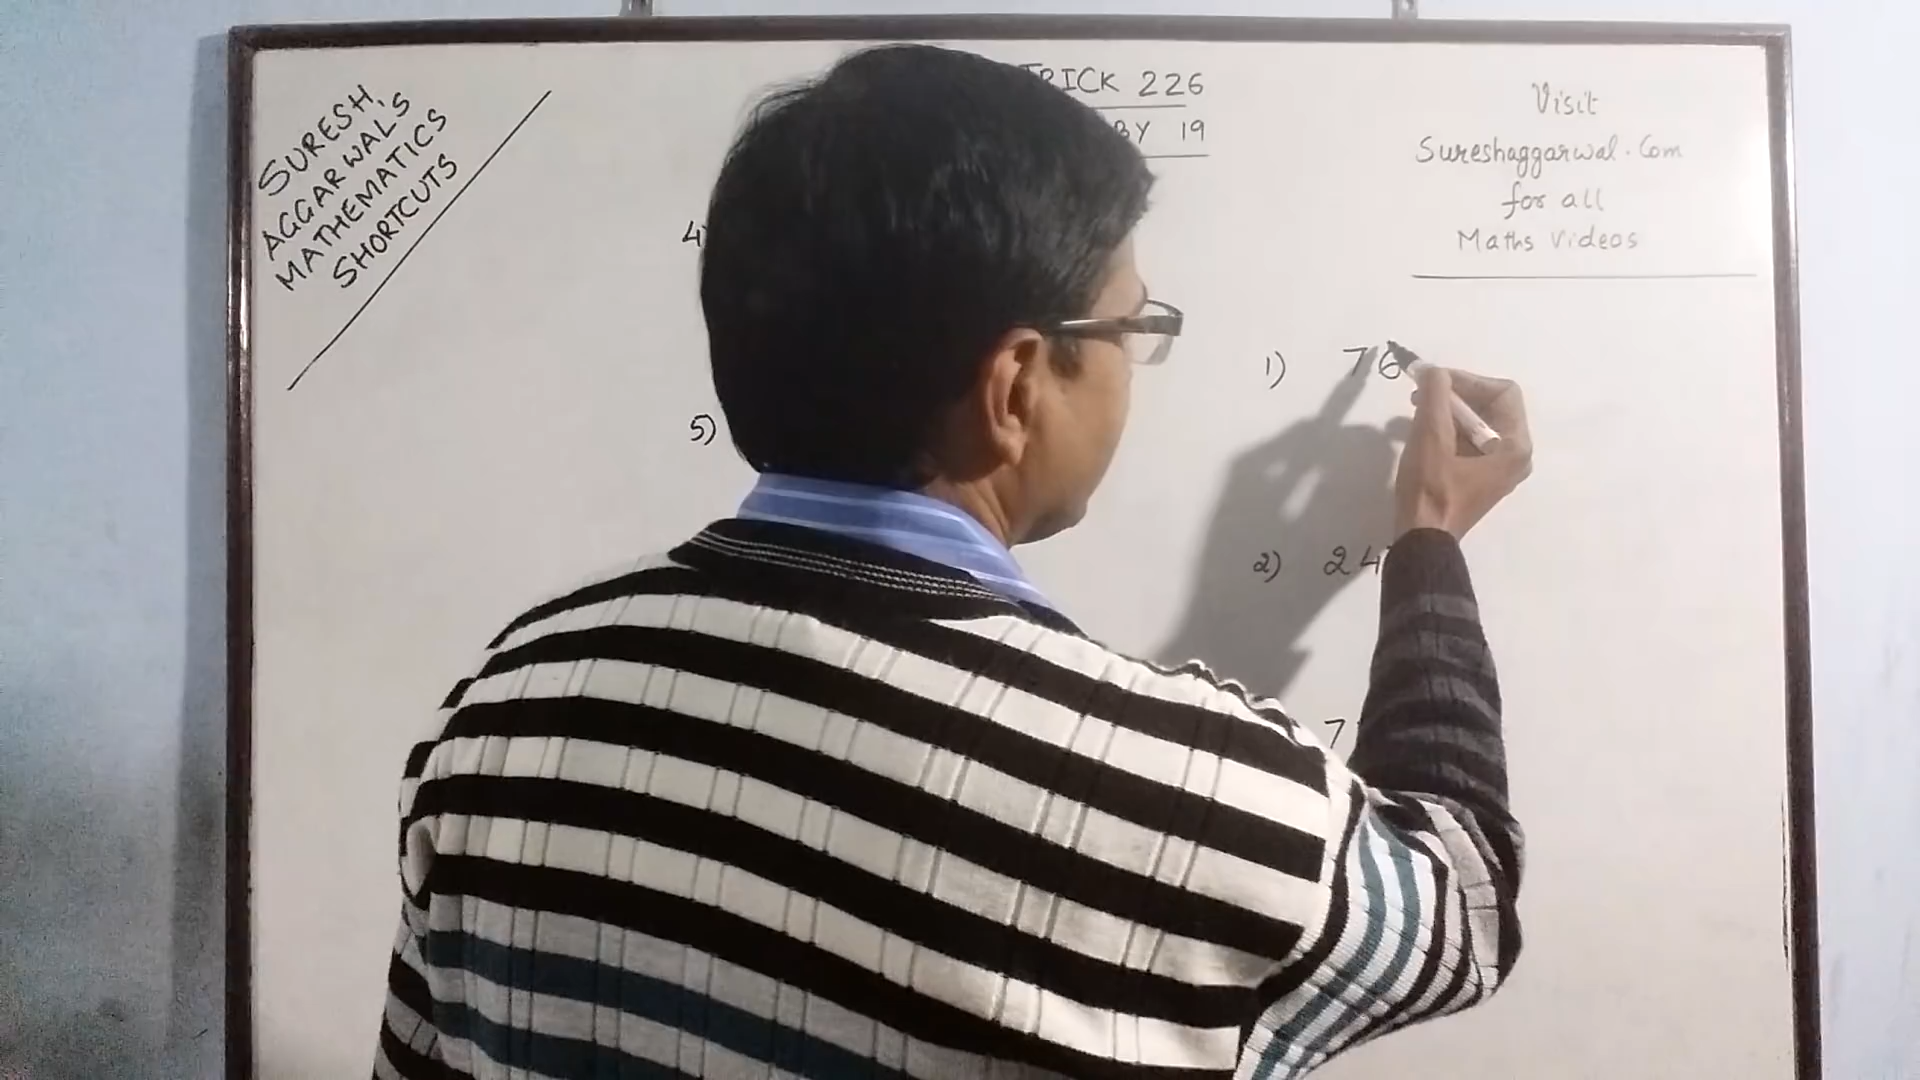 SURESH
AGGARWAL'S
MATHEMATICS
SHORTCUTS
TRICK 226
BY 19
Visit
Sureshaggarwal.Com
for all
Maths Videos
4)
5)
1) 76
2) 24
7